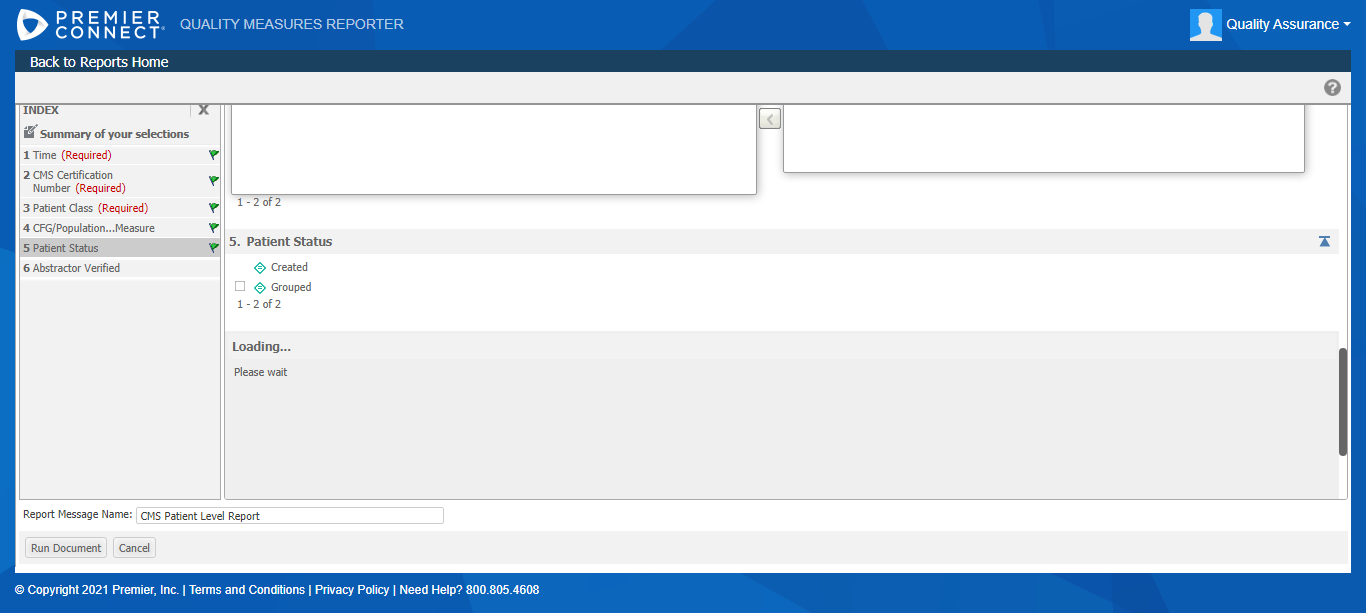 PREMIER
CONNECT
QUALITY MEASURES REPORTER
Quality Assurance
Back to Reports Home
?
INDEX
X
Summary of your selections
1 Time (Required)
2 CMS Certification
Number (Required)
3 Patient Class (Required)
4 CFG/Population...Measure
5 Patient Status
6 Abstractor Verified
1 - 2 of 2
5. Patient Status
Created
Grouped
1 - 2 of 2
Loading...
Please wait
Report Message Name: CMS Patient Level Report
Run Document Cancel
© Copyright 2021 Premier, Inc. | Terms and Conditions | Privacy Policy | Need Help? 800.805.4608